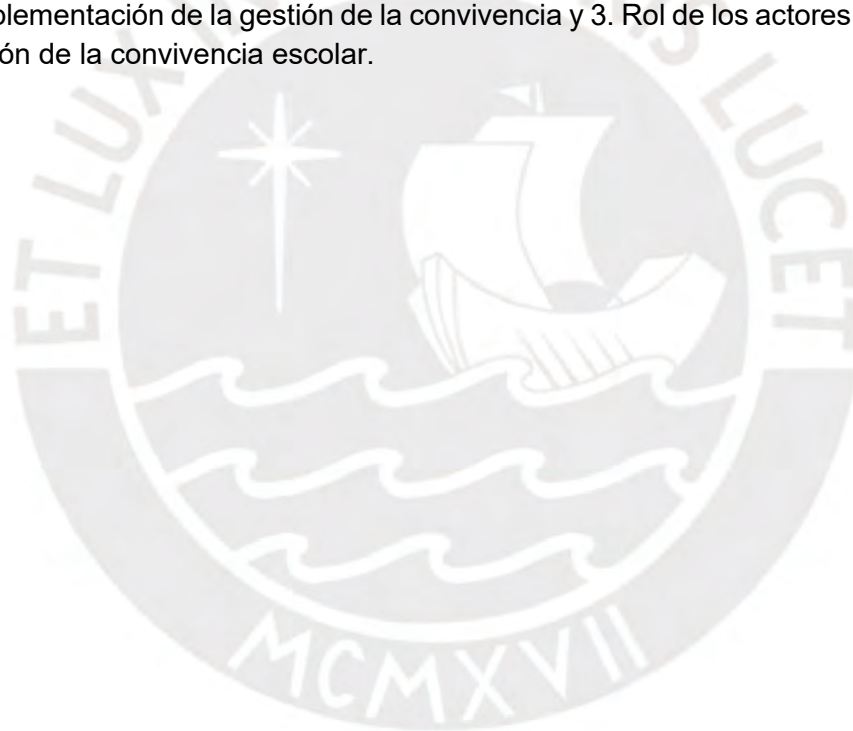 plementación de la gestión de la convivencia y 3. Rol de los actores
ón de la convivencia escolar.
ET LUX
LUCET
MCMXVII